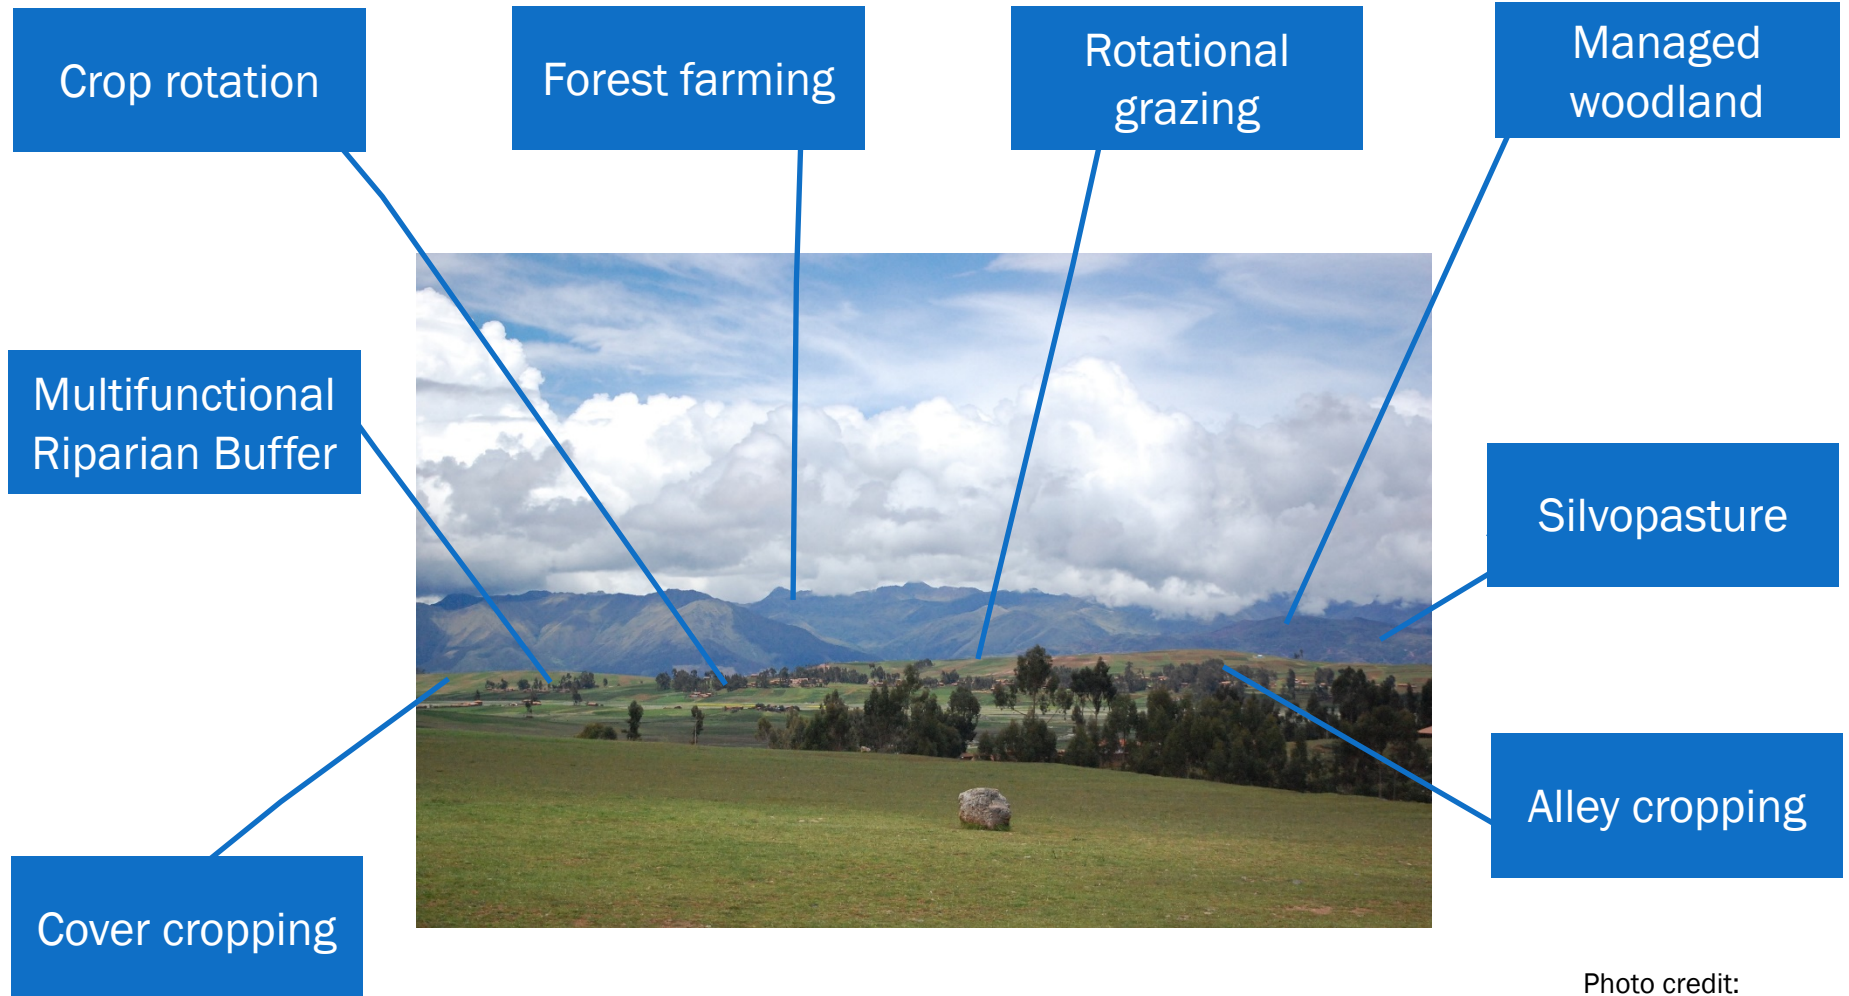 Crop rotation
Forest farming
Rotational
grazing
Managed
woodland
Multifunctional
Riparian Buffer
Silvopasture
Alley cropping
Cover cropping
Photo credit: